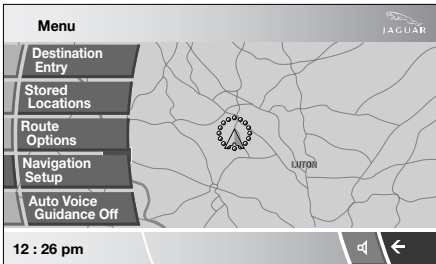 Menu
JAGUAR
Destination
Entry
Stored
Locations
Route
Options
Navigation
Setup
Auto Voice
Guidance Off
LUTON
12 : 26 pm